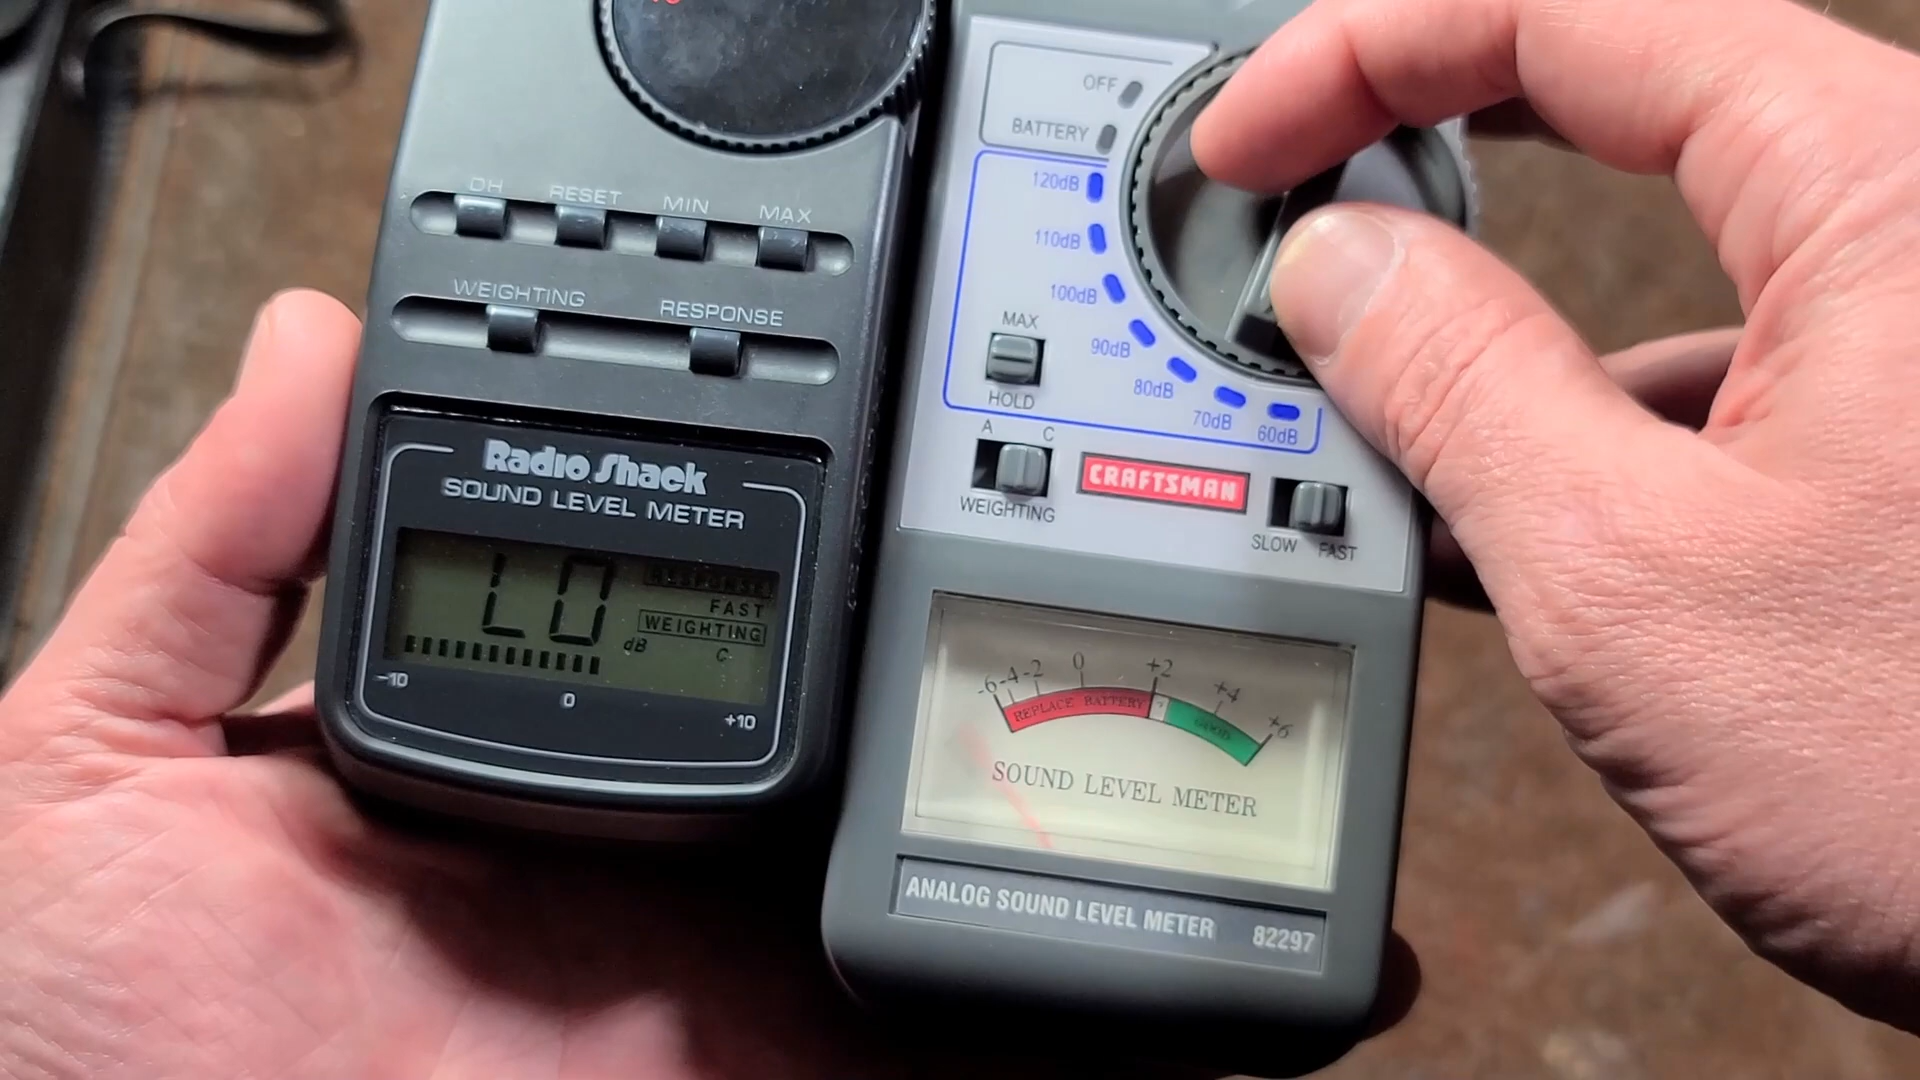 DH RESET MIN MAX
WEIGHTING RESPONSE
Radio Shack
SOUND LEVEL METER
LO
RESPONSE
FAST
WEIGHTING
dB C
-10 0 +10
OFF
BATTERY
120dB
110dB
100dB
90dB
80dB
70dB
60dB
MAX
HOLD
A C
WEIGHTING
CRAFTSMAN
SLOW FAST
-6 -4 -2 0 +2 +4 +6
REPLACE BATTERY ? GOOD
SOUND LEVEL METER
ANALOG SOUND LEVEL METER 82297